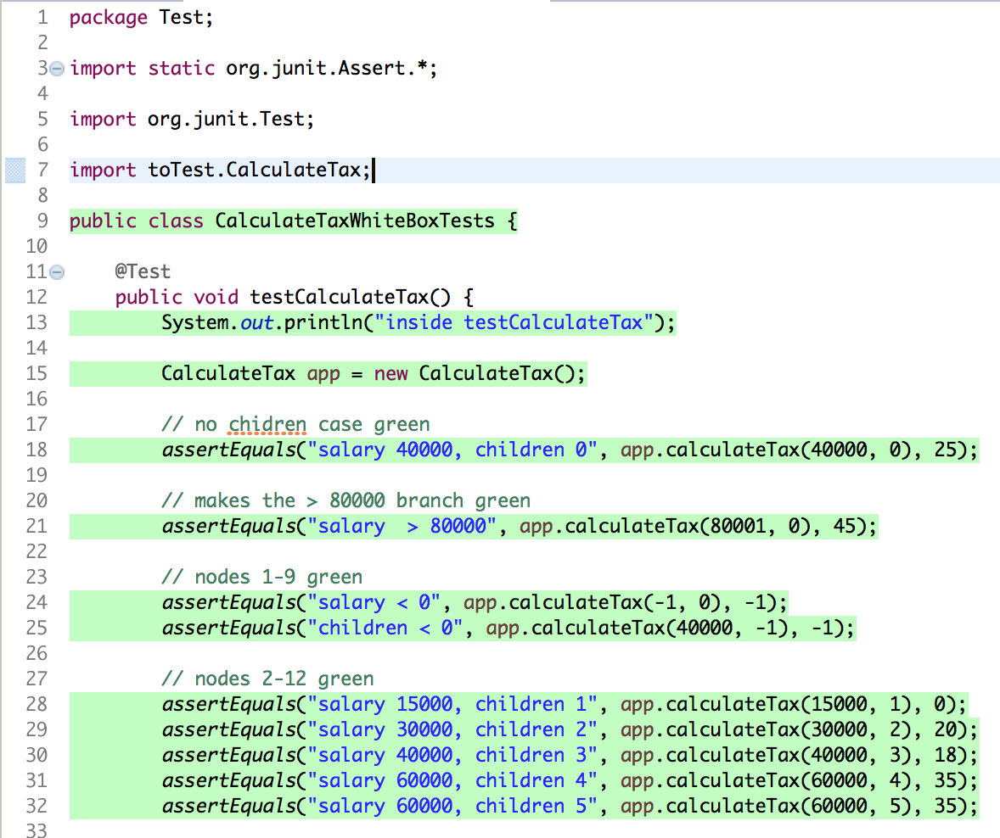 1 package Test;
2
3 import static org.junit.Assert.*;
4
5 import org.junit.Test;
6
7 import toTest.CalculateTax;
8
9 public class CalculateTaxWhiteBoxTests {
10
11 @Test
12 public void testCalculateTax() {
13 System.out.println("inside testCalculateTax");
14
15 CalculateTax app = new CalculateTax();
16
17 // no chidren case green
18 assertEquals("salary 40000, children 0", app.calculateTax(40000, 0), 25);
19
20 // makes the > 80000 branch green
21 assertEquals("salary  > 80000", app.calculateTax(80001, 0), 45);
22
23 // nodes 1-9 green
24 assertEquals("salary < 0", app.calculateTax(-1, 0), -1);
25 assertEquals("children < 0", app.calculateTax(40000, -1), -1);
26
27 // nodes 2-12 green
28 assertEquals("salary 15000, children 1", app.calculateTax(15000, 1), 0);
29 assertEquals("salary 30000, children 2", app.calculateTax(30000, 2), 20);
30 assertEquals("salary 40000, children 3", app.calculateTax(40000, 3), 18);
31 assertEquals("salary 60000, children 4", app.calculateTax(60000, 4), 35);
32 assertEquals("salary 60000, children 5", app.calculateTax(60000, 5), 35);
33